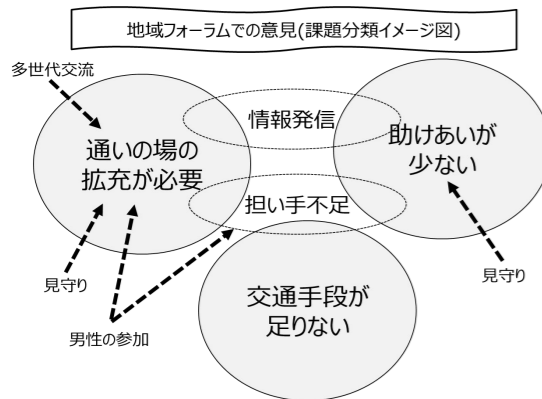 地域フォーラムでの意見(課題分類イメージ図)
多世代交流
情報発信
通いの場の
拡充が必要
助けあいが
少ない
担い手不足
見守り
見守り
交通手段が
足りない
男性の参加